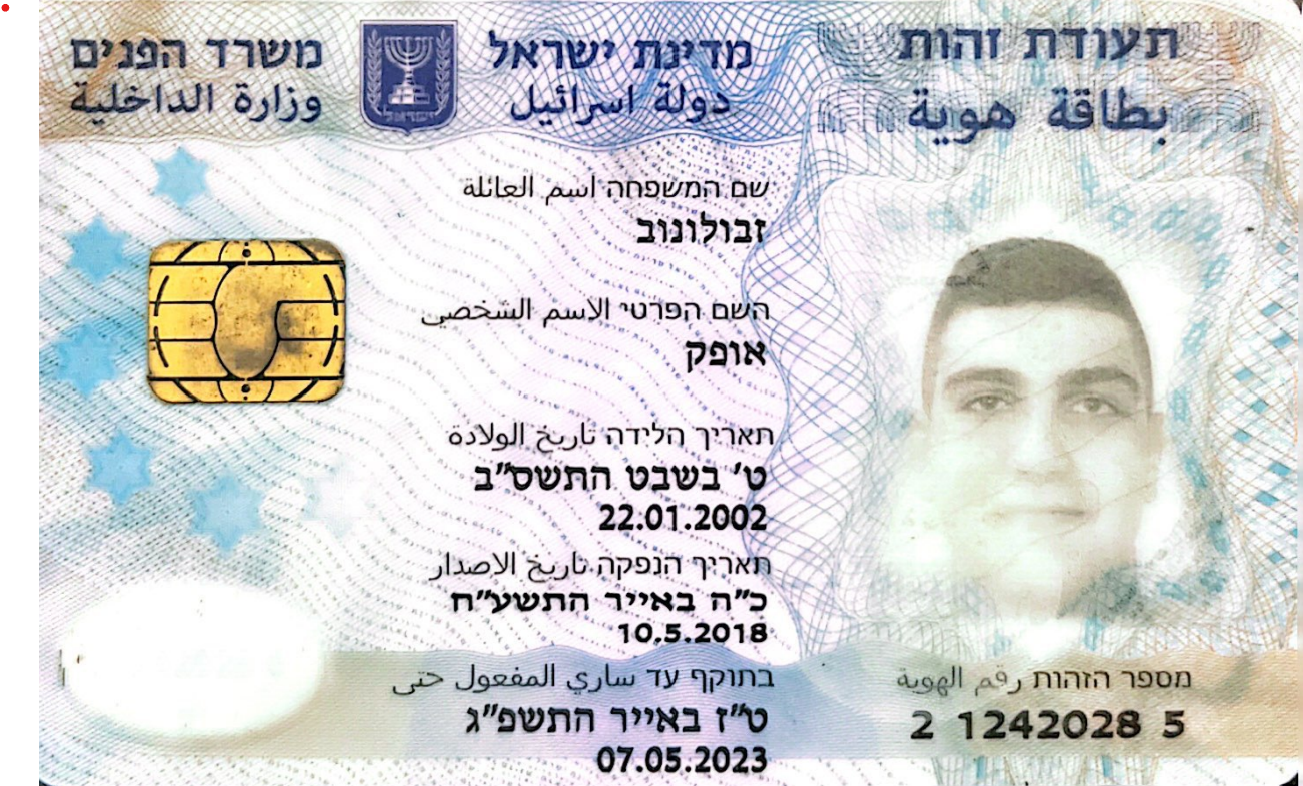 תעודת זהות
بطاقة هوية
מדינת ישראל
دولة اسرائيل
משרד הפנים
وزارة الداخلية
שם המשפחה اسم العائلة
זבולונוב
השם הפרטי الاسم الشخصي
אופק
תאריך הלידה تاريخ الولادة
ט' בשבט התשס"ב
22.01.2002
תאריך הנפקה تاريخ الاصدار
כ"ה באייר התשע"ח
10.5.2018
בתוקף עד ساري المفعول حتى
ט"ז באייר התשפ"ג
07.05.2023
מספר הזהות رقم الهوية
2 1242028 5